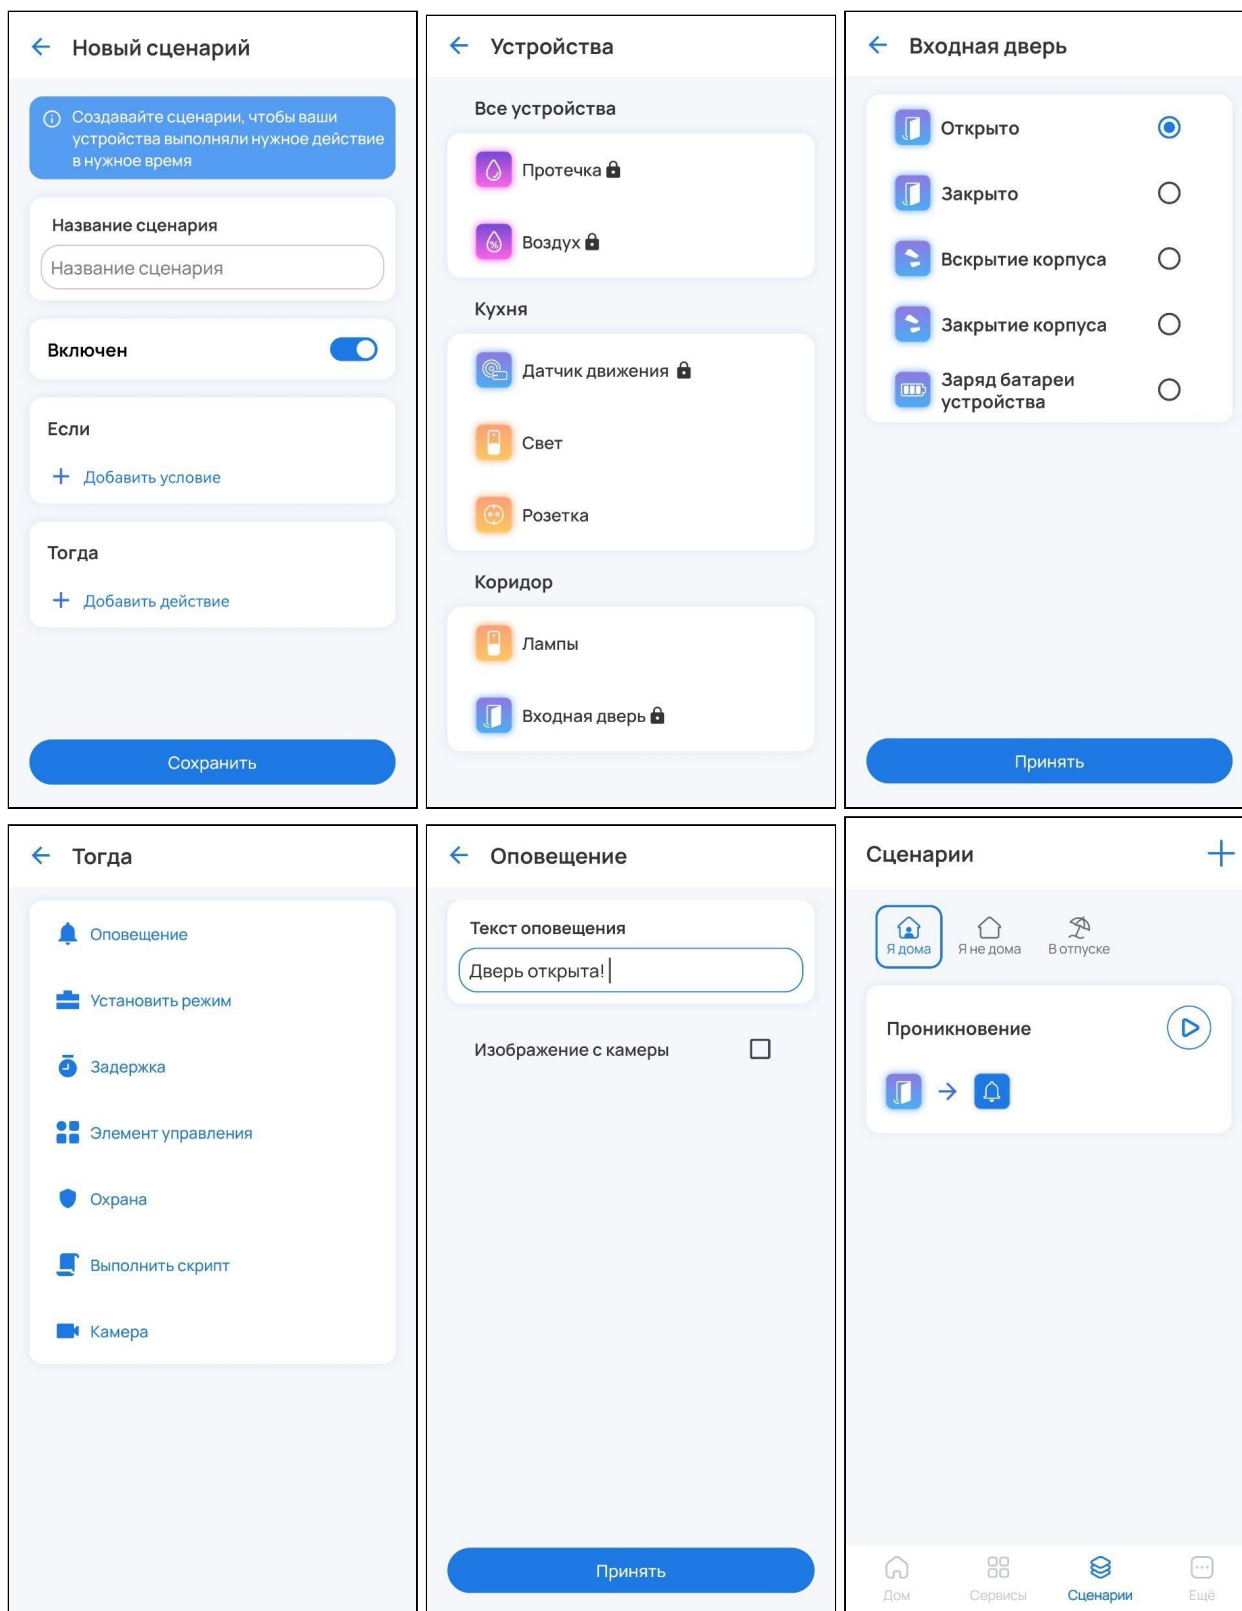 Новый сценарий
Создавайте сценарии, чтобы ваши
устройства выполняли нужное действие
в нужное время
Название сценария
Название сценария
Включен
Если
+ Добавить условие
Тогда
+ Добавить действие
Сохранить
Устройства
Все устройства
Протечка
Воздух
Кухня
Датчик движения
Свет
Розетка
Коридор
Лампы
Входная дверь
Входная дверь
Открыто
Закрыто
Вскрытие корпуса
Закрытие корпуса
Заряд батареи
устройства
Принять
Тогда
Оповещение
Установить режим
Задержка
Элемент управления
Охрана
Выполнить скрипт
Камера
Оповещение
Текст оповещения
Дверь открыта!
Изображение с камеры
Принять
Сценарии
Я дома
Я не дома
В отпуске
Проникновение
Дом
Сервисы
Сценарии
Ещё